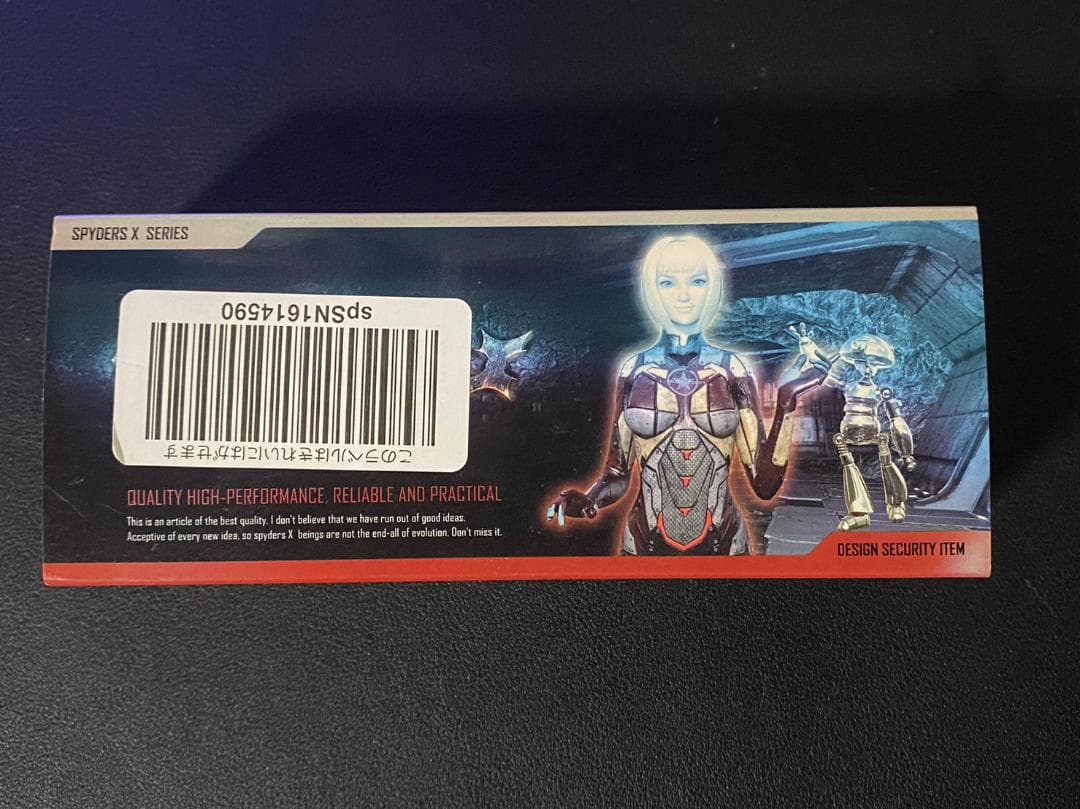 SPYDERS X SERIES
spSN1614590
このラベルはきれいにはがせます
QUALITY HIGH-PERFORMANCE, RELIABLE AND PRACTICAL
This is an article of the best quality. I don't believe that we have run out of good ideas.
Acceptive of every new idea, so spyders X beings are not the end-all of evolution. Don't miss it.
DESIGN SECURITY ITEM